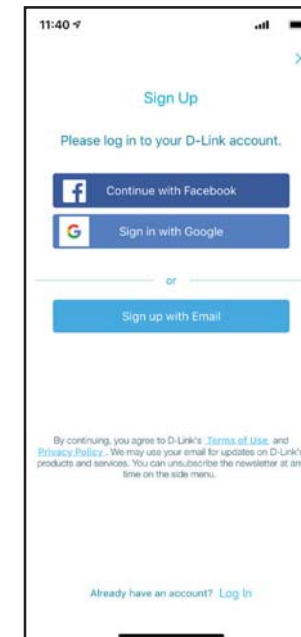 11:40
Sign Up
Please log in to your D-Link account.
Continue with Facebook
Sign in with Google
or
Sign up with Email
By continuing, you agree to D-Link's Terms of Use and
Privacy Policy . We may use your email for updates on D-Link's
products and services. You can unsubscribe the newsletter at any
time on the side menu.
Already have an account? Log In